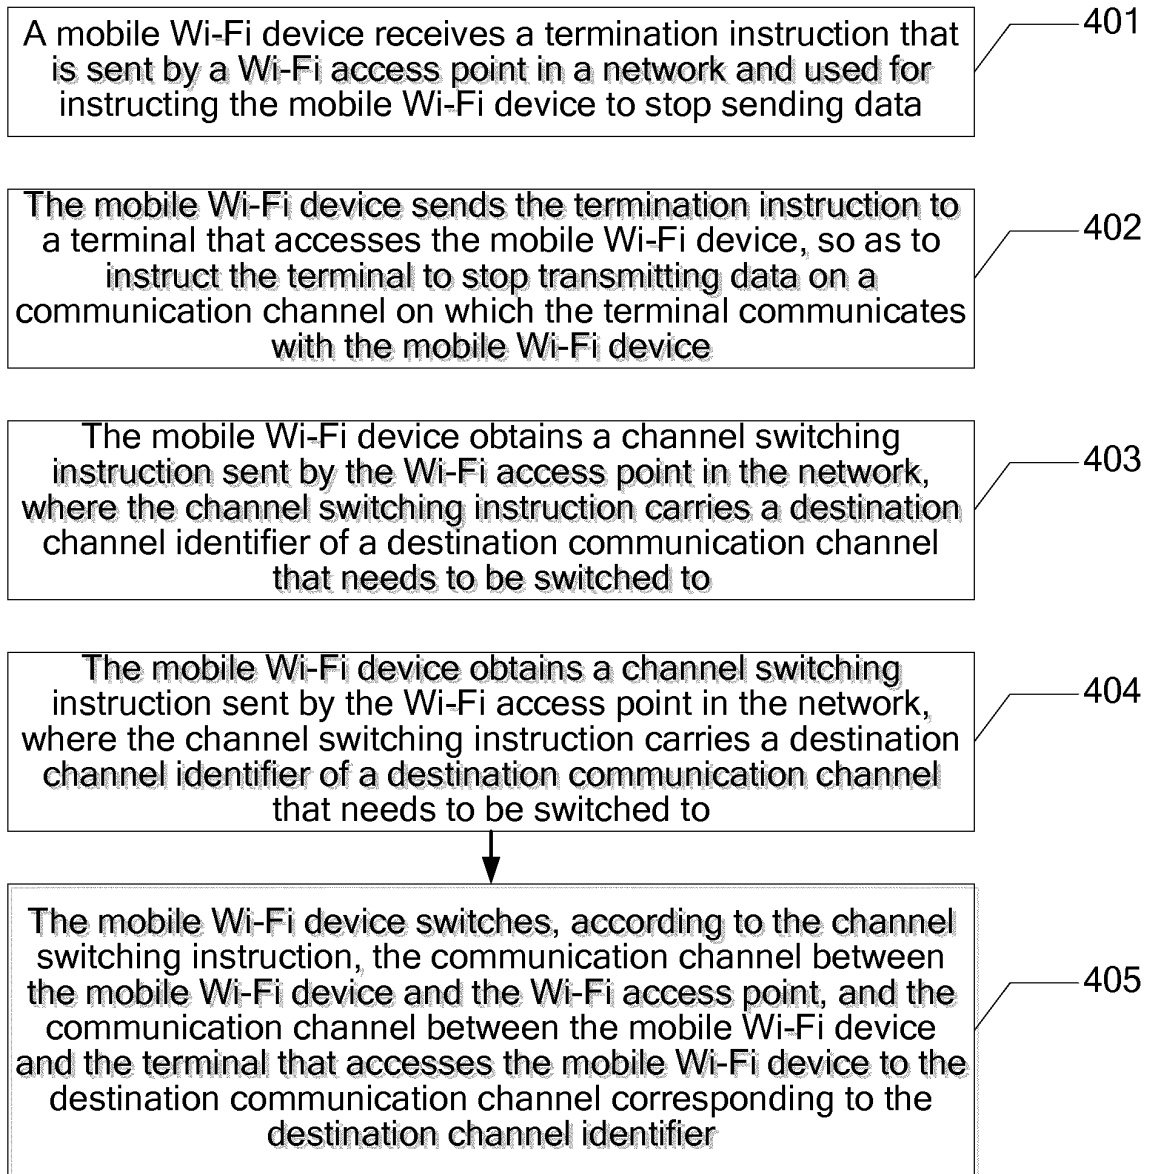 A mobile Wi-Fi device receives a termination instruction that
is sent by a Wi-Fi access point in a network and used for
instructing the mobile Wi-Fi device to stop sending data
401
The mobile Wi-Fi device sends the termination instruction to
a terminal that accesses the mobile Wi-Fi device, so as to
instruct the terminal to stop transmitting data on a
communication channel on which the terminal communicates
with the mobile Wi-Fi device
402
The mobile Wi-Fi device obtains a channel switching
instruction sent by the Wi-Fi access point in the network,
where the channel switching instruction carries a destination
channel identifier of a destination communication channel
that needs to be switched to
403
The mobile Wi-Fi device obtains a channel switching
instruction sent by the Wi-Fi access point in the network,
where the channel switching instruction carries a destination
channel identifier of a destination communication channel
that needs to be switched to
404
The mobile Wi-Fi device switches, according to the channel
switching instruction, the communication channel between
the mobile Wi-Fi device and the Wi-Fi access point, and the
communication channel between the mobile Wi-Fi device
and the terminal that accesses the mobile Wi-Fi device to the
destination communication channel corresponding to the
destination channel identifier
405